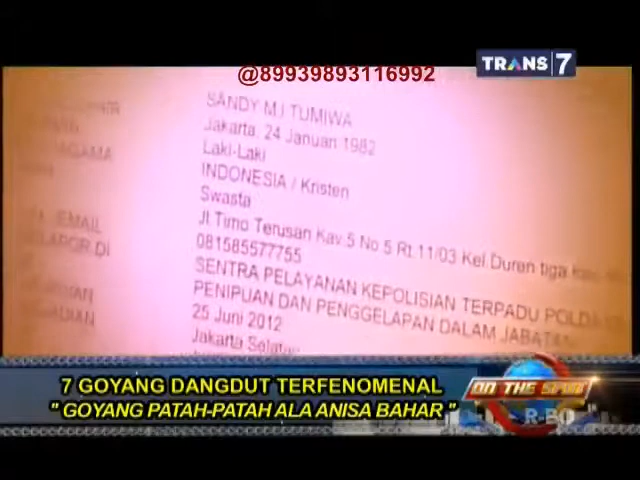 @89939893116992
TRANS 7
SANDY M.I TUMIWA
Jakarta, 24 Januari 1982
AGAMA
Laki-Laki
INDONESIA / Kristen
Swasta
EMAIL
Jl.Timo Terusan Kav.5 No 5 Rt.11/03 Kel.Duren tiga
081585577755
SENTRA PELAYANAN KEPOLISIAN TERPADU POLDA
PENIPUAN DAN PENGGELAPAN DALAM JABATAN
25 Juni 2012
Jakarta Selatan
7 GOYANG DANGDUT TERFENOMENAL
" GOYANG PATAH-PATAH ALA ANISA BAHAR "
ON THE SPOT
R-BO